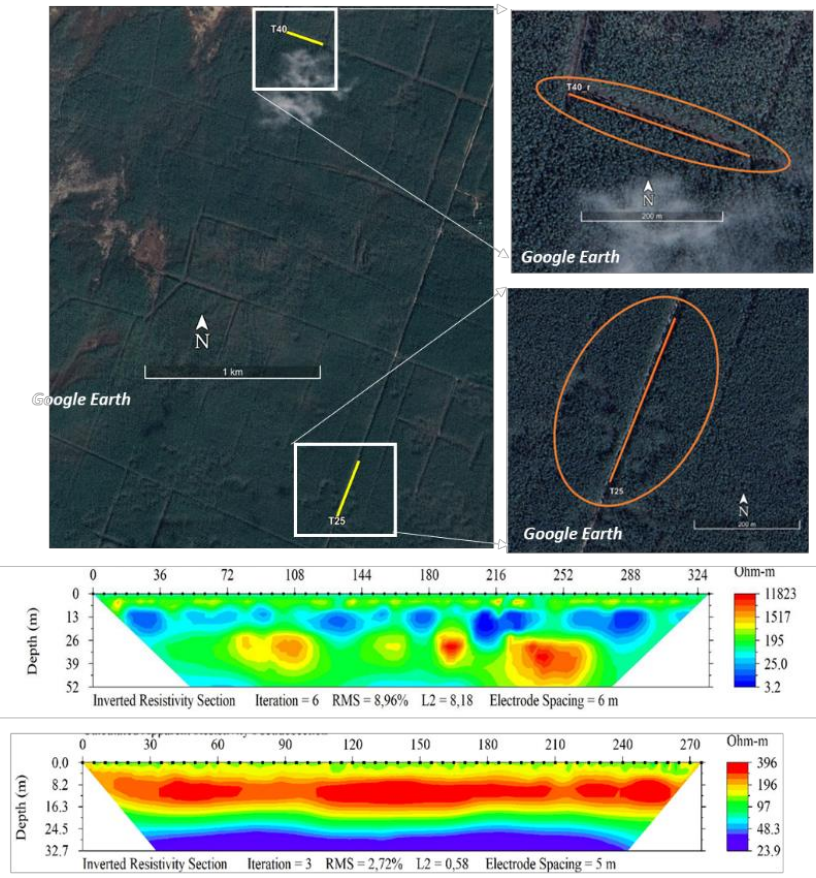 T40
N
1 km
Google Earth
T25
T40_r
N
200 m
Google Earth
T25
N
200 m
Google Earth
0 36 72 108 144 180 216 252 288 324 Ohm-m
Depth (m)
0
13
26
39
52
11823
1517
195
25.0
3.2
Inverted Resistivity Section Iteration = 6 RMS = 8,96% L2 = 8,18 Electrode Spacing = 6 m
0 30 60 90 120 150 180 210 240 270 Ohm-m
Depth (m)
0,0
8.2
16.3
24.5
32.7
396
196
97
48.3
23.9
Inverted Resistivity Section Iteration = 3 RMS = 2,72% L2 = 0,58 Electrode Spacing = 5 m